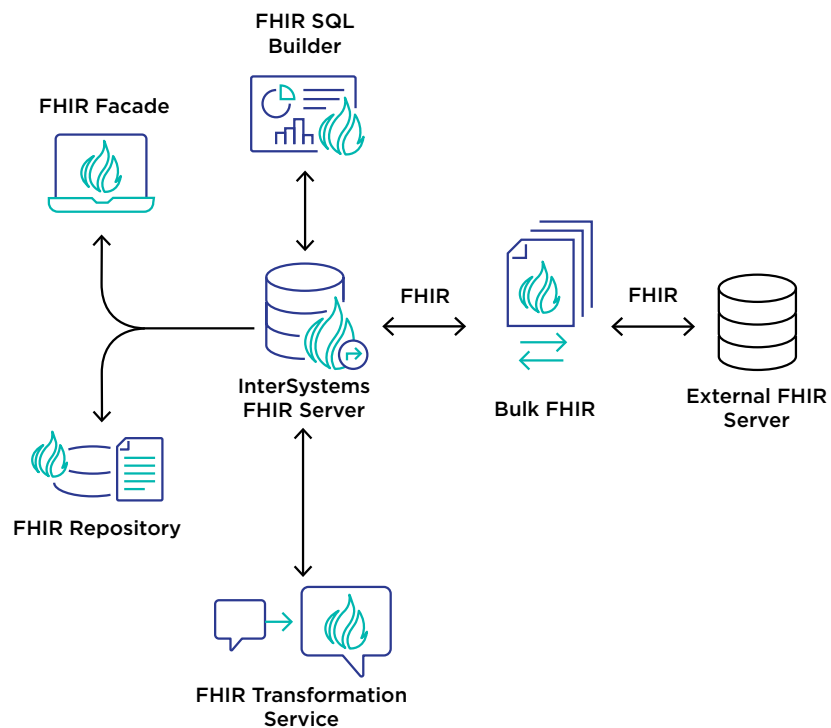 FHIR SQL
Builder
FHIR Facade
FHIR
FHIR
InterSystems
FHIR Server
Bulk FHIR
External FHIR
Server
FHIR Repository
FHIR Transformation
Service